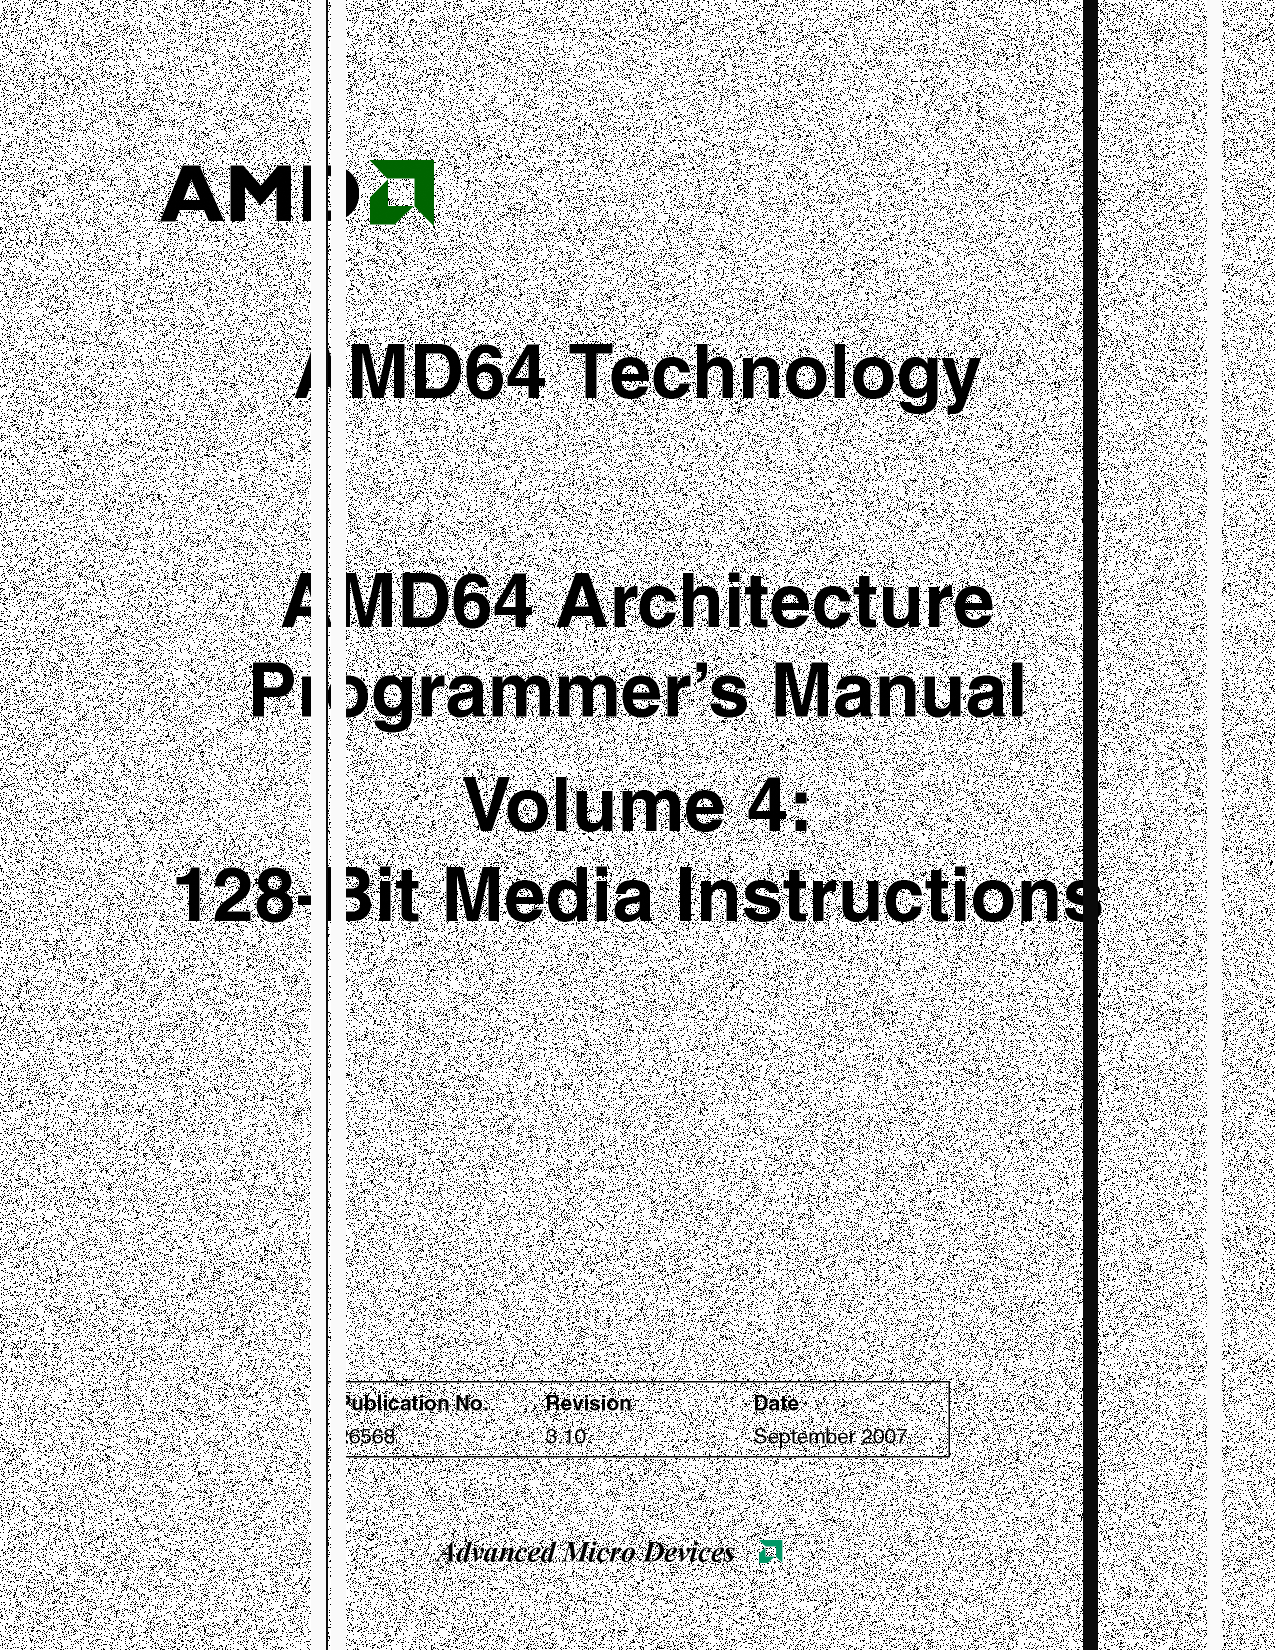 AMD
AMD64 Technology
AMD64 Architecture
Programmer’s Manual
Volume 4:
128-Bit Media Instructions
Publication No. Revision Date
3.10 September 2007
Advanced Micro Devices